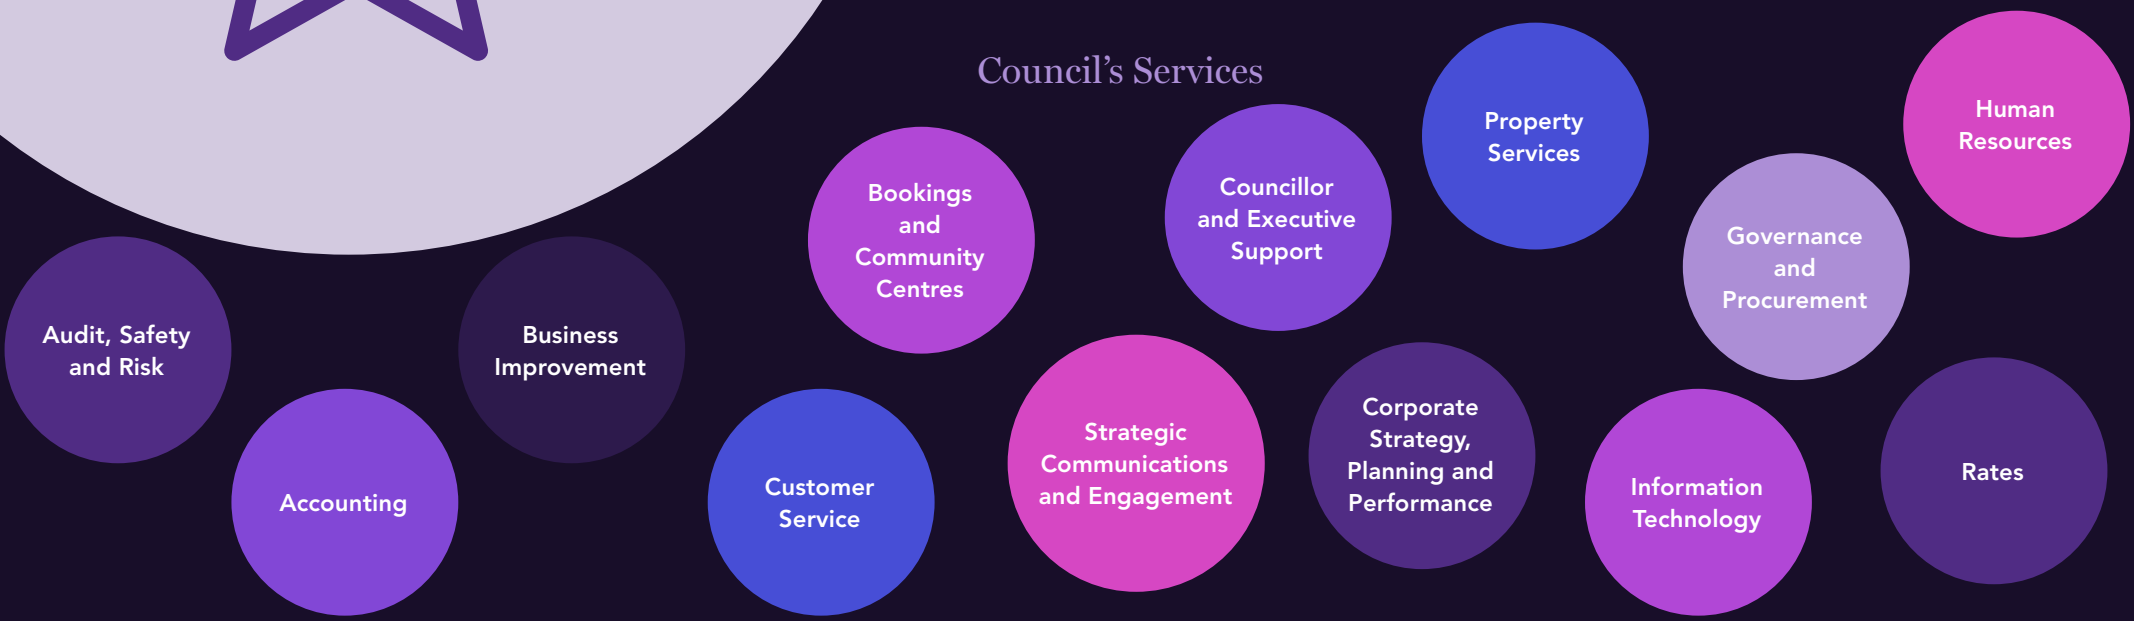 Council’s Services
Audit, Safety
and Risk
Accounting
Business
Improvement
Customer
Service
Bookings
and
Community
Centres
Strategic
Communications
and Engagement
Councillor
and Executive
Support
Corporate
Strategy,
Planning and
Performance
Property
Services
Information
Technology
Governance
and
Procurement
Human
Resources
Rates